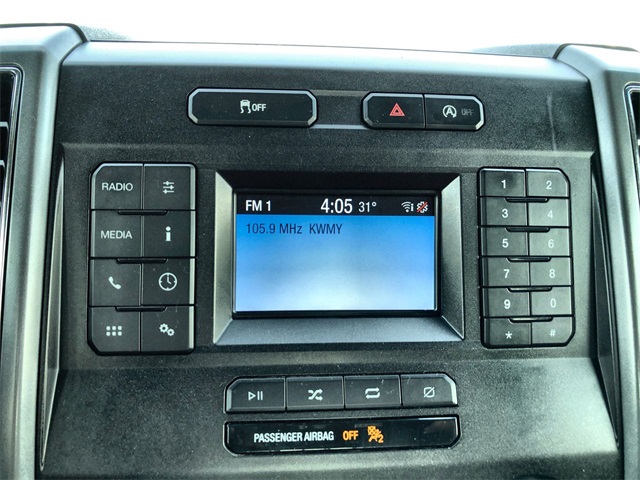 OFF
A OFF
RADIO
MEDIA
i
FM 1 4:05 31°
105.9 MHz KWMY
1 2
3 4
5 6
7 8
9 0
* #
PASSENGER AIRBAG OFF 2